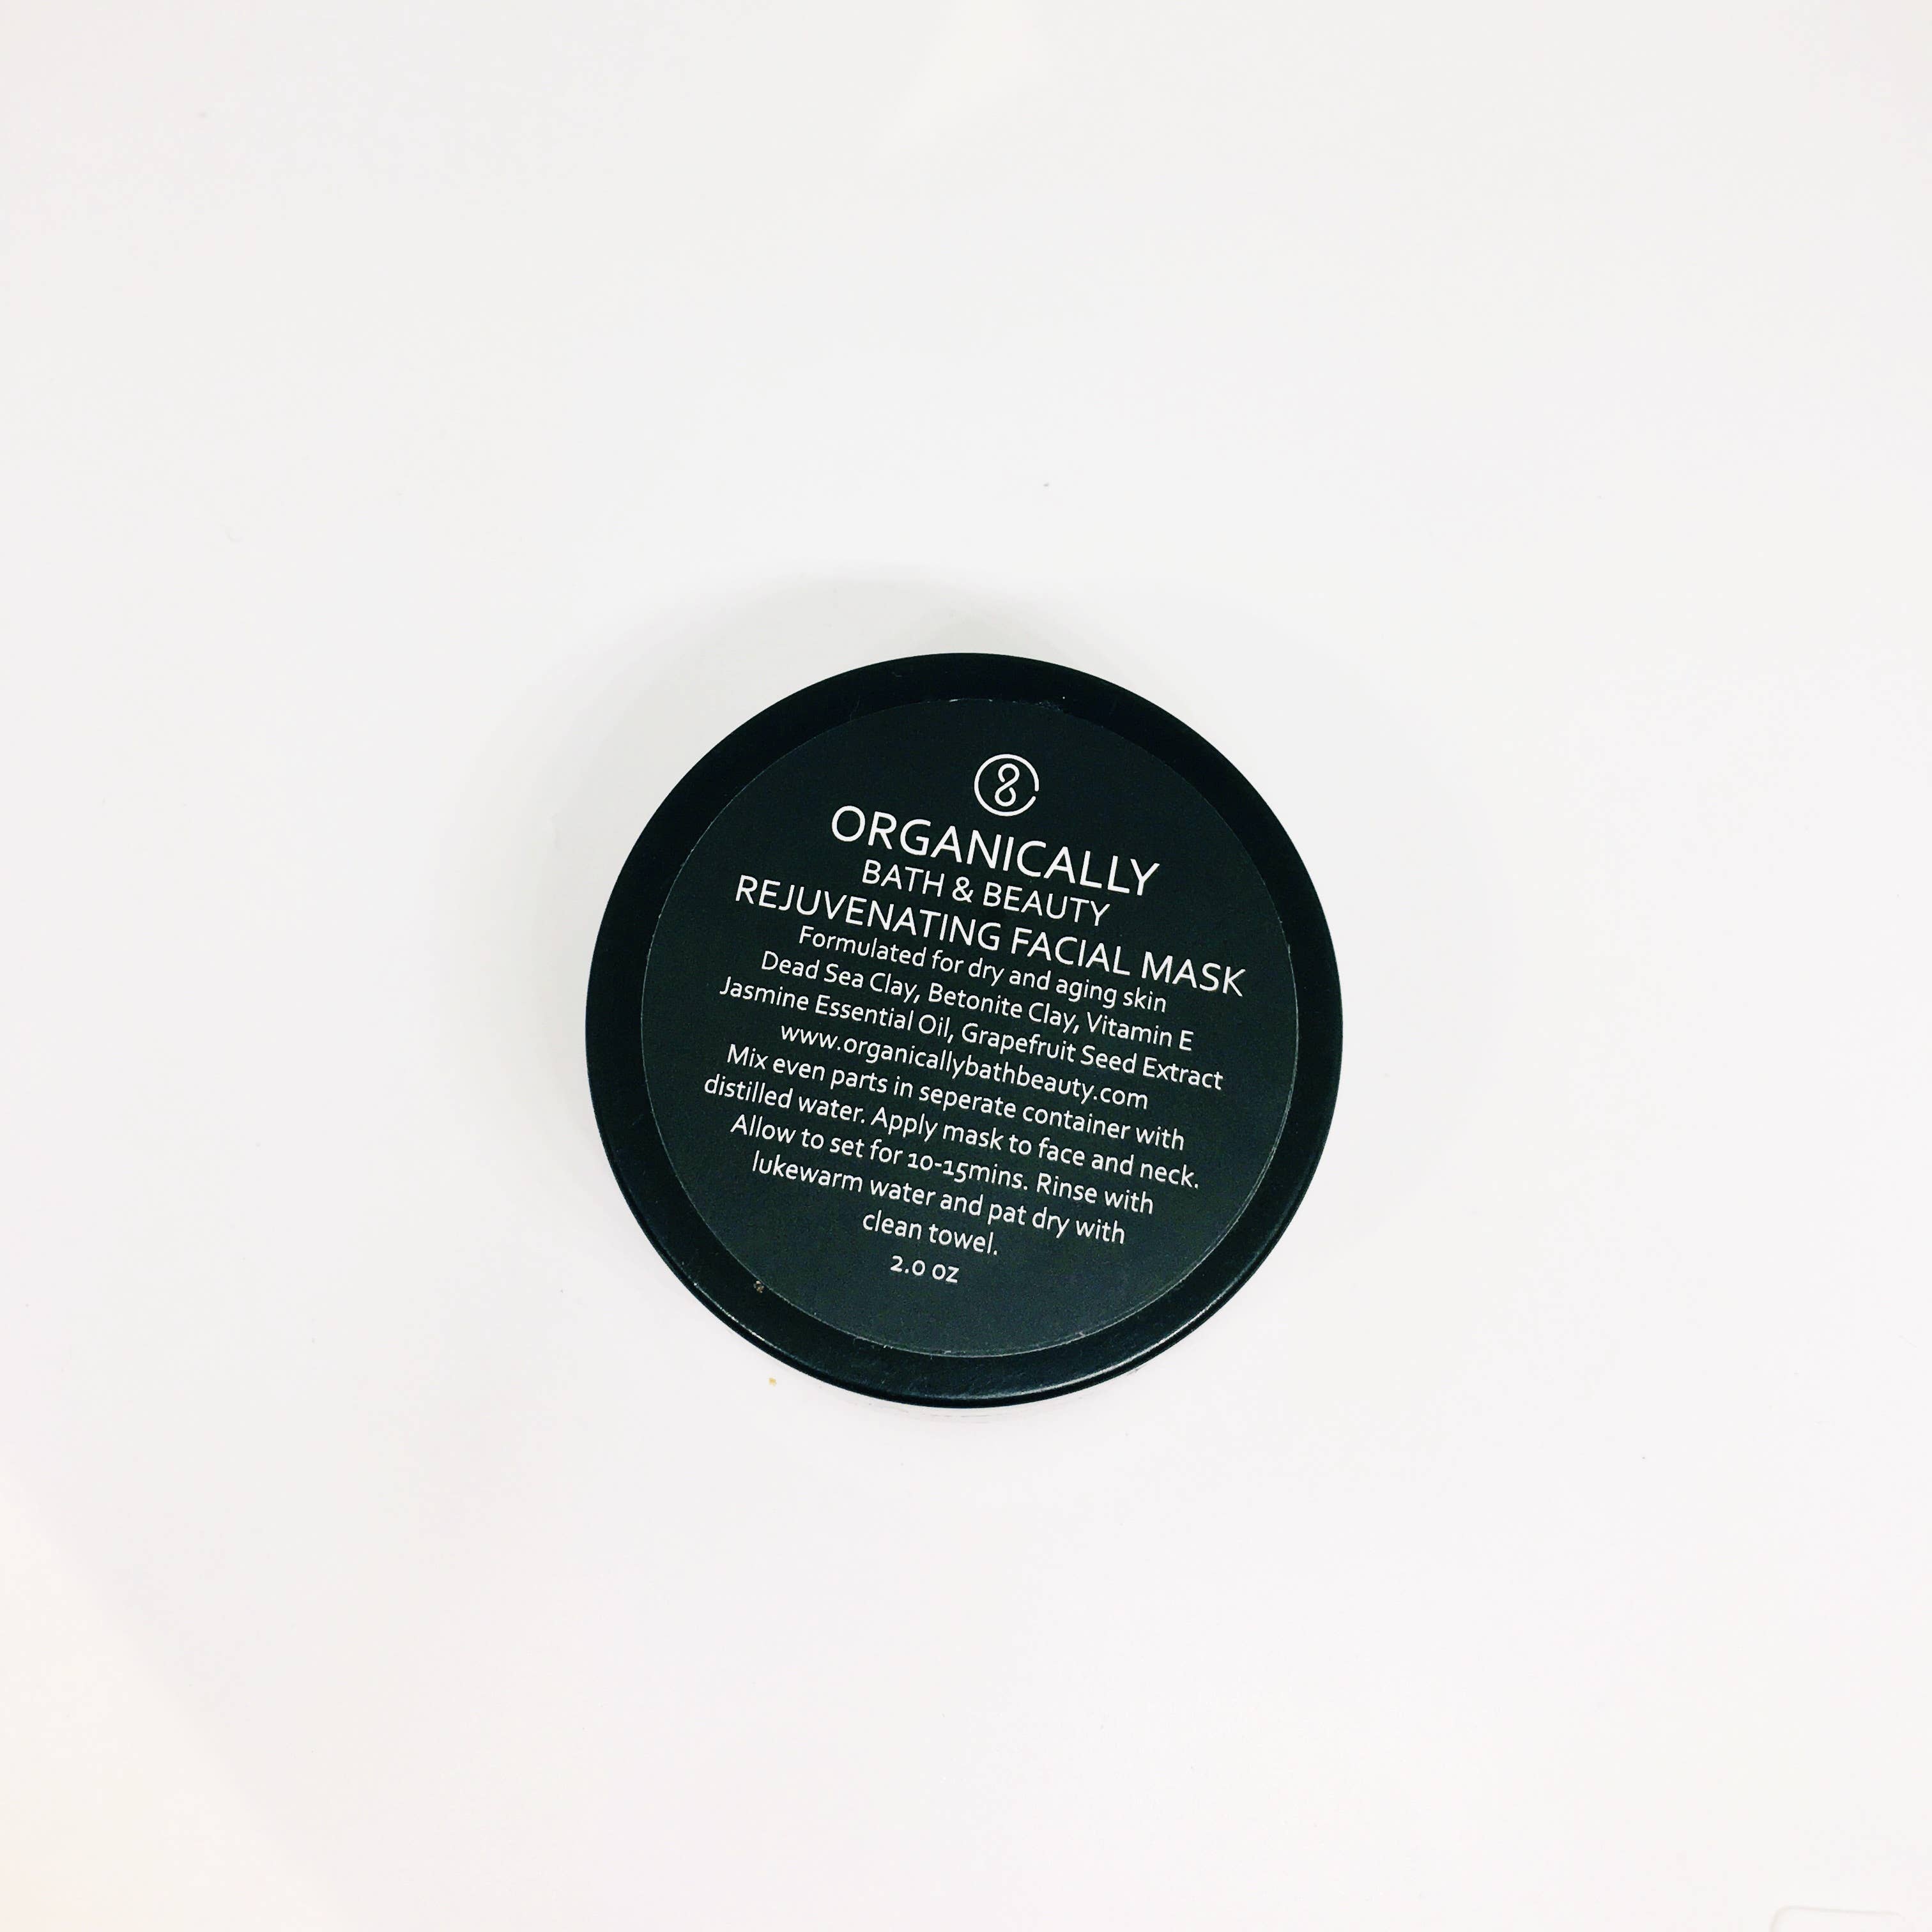 ORGANICALLY
BATH & BEAUTY
REJUVENATING FACIAL MASK
Formulated for dry and aging skin
Dead Sea Clay, Betonite Clay, Vitamin E
Jasmine Essential Oil, Grapefruit Seed Extract
www.organicallybathbeauty.com
Mix even parts in seperate container with
distilled water. Apply mask to face and neck.
Allow to set for 10-15mins. Rinse with
lukewarm water and pat dry with
clean towel.
2.0 oz